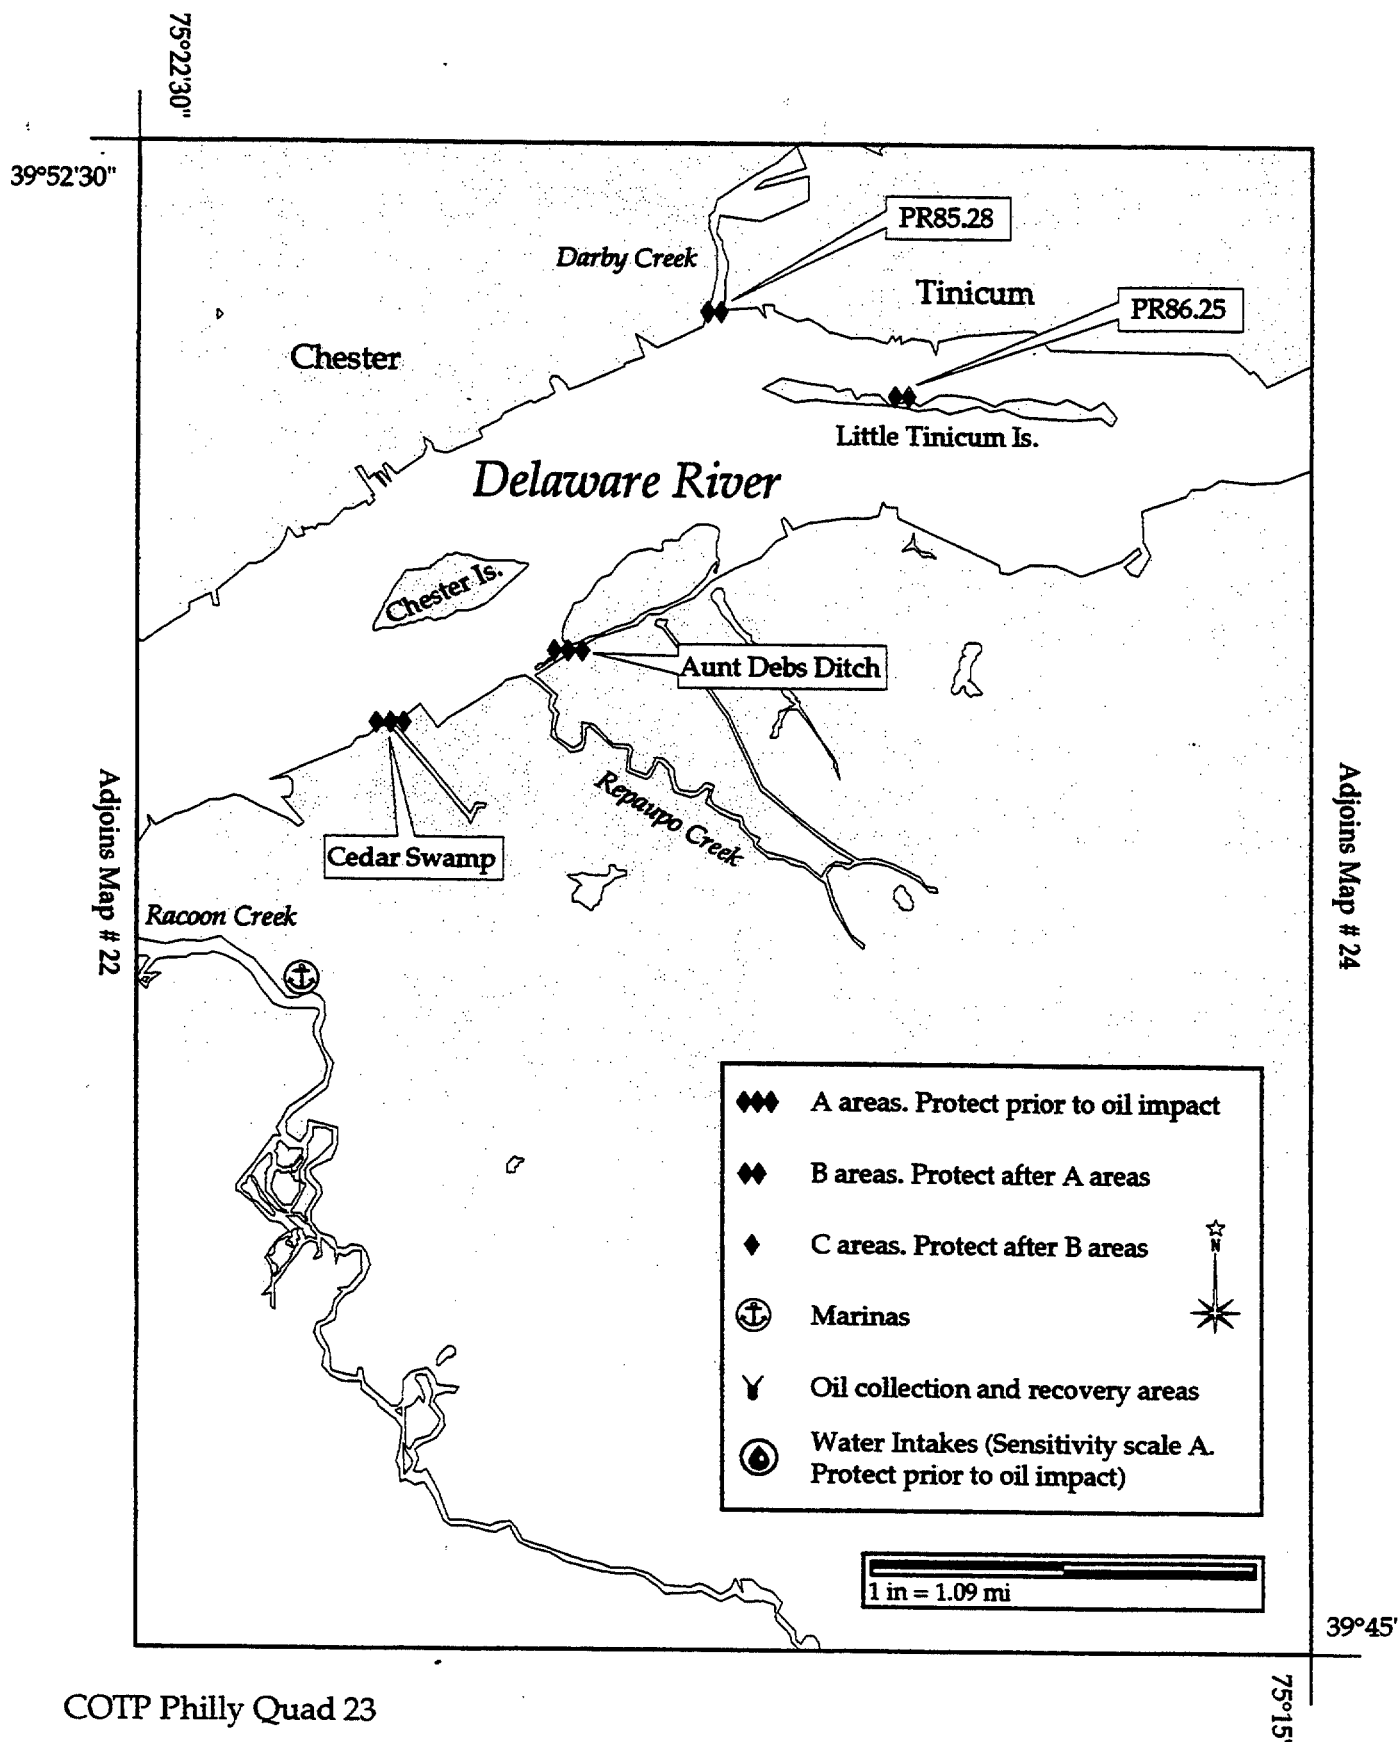 75°22'30"
39°52'30"
PR85.28
Darby Creek
Tinicum
PR86.25
Chester
Little Tinicum Is.
Delaware River
Chester Is.
Aunt Debs Ditch
Repaupo Creek
Cedar Swamp
Adjoins Map # 22
Adjoins Map # 24
Racoon Creek
A areas. Protect prior to oil impact
B areas. Protect after A areas
C areas. Protect after B areas
N
Marinas
Oil collection and recovery areas
Water Intakes (Sensitivity scale A.
Protect prior to oil impact)
1 in = 1.09 mi
39°45'
75°15'
COTP Philly Quad 23